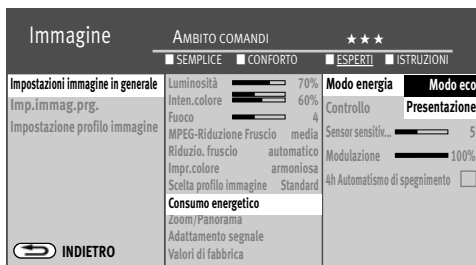 Immagine
AMBITO COMANDI
★★★
SEMPLICE CONFORTO ESPERTI ISTRUZIONI
Impostazioni immagine in generale
Imp.immag.prg.
Impostazione profilo immagine
INDIETRO
Luminosità 70%
Inten.colore 60%
Fuoco 4
MPEG-Riduzione Fruscio media
Riduzio. fruscio automatico
Impr.colore armoniosa
Scelta profilo immagine Standard
Consumo energetico
Zoom/Panorama
Adattamento segnale
Valori di fabbrica
Modo energia Modo eco
Controllo Presentazione
Sensor sensitiv... 5
Modulazione 100%
4h Automatismo di spegnimento